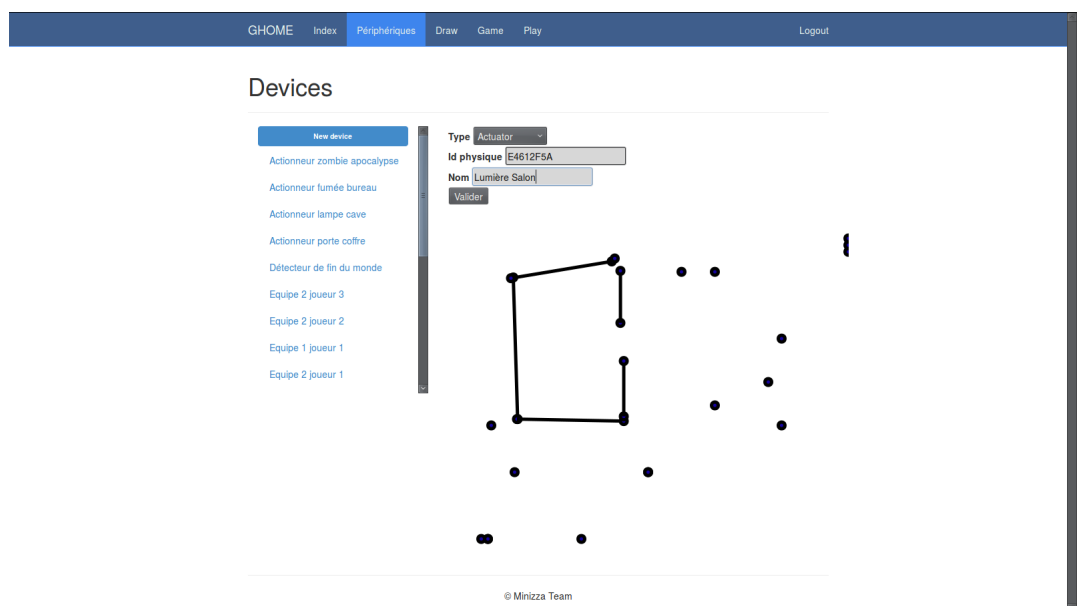 GHOME Index Périphériques Draw Game Play Logout
Devices
New device
Actionneur zombie apocalypse
Actionneur fumée bureau
Actionneur lampe cave
Actionneur porte coffre
Détecteur de fin du monde
Equipe 2 joueur 3
Equipe 2 joueur 2
Equipe 1 joueur 1
Equipe 2 joueur 1
Type Actuator
Id physique E4612F5A
Nom Lumière Salon
Valider
© Minizza Team